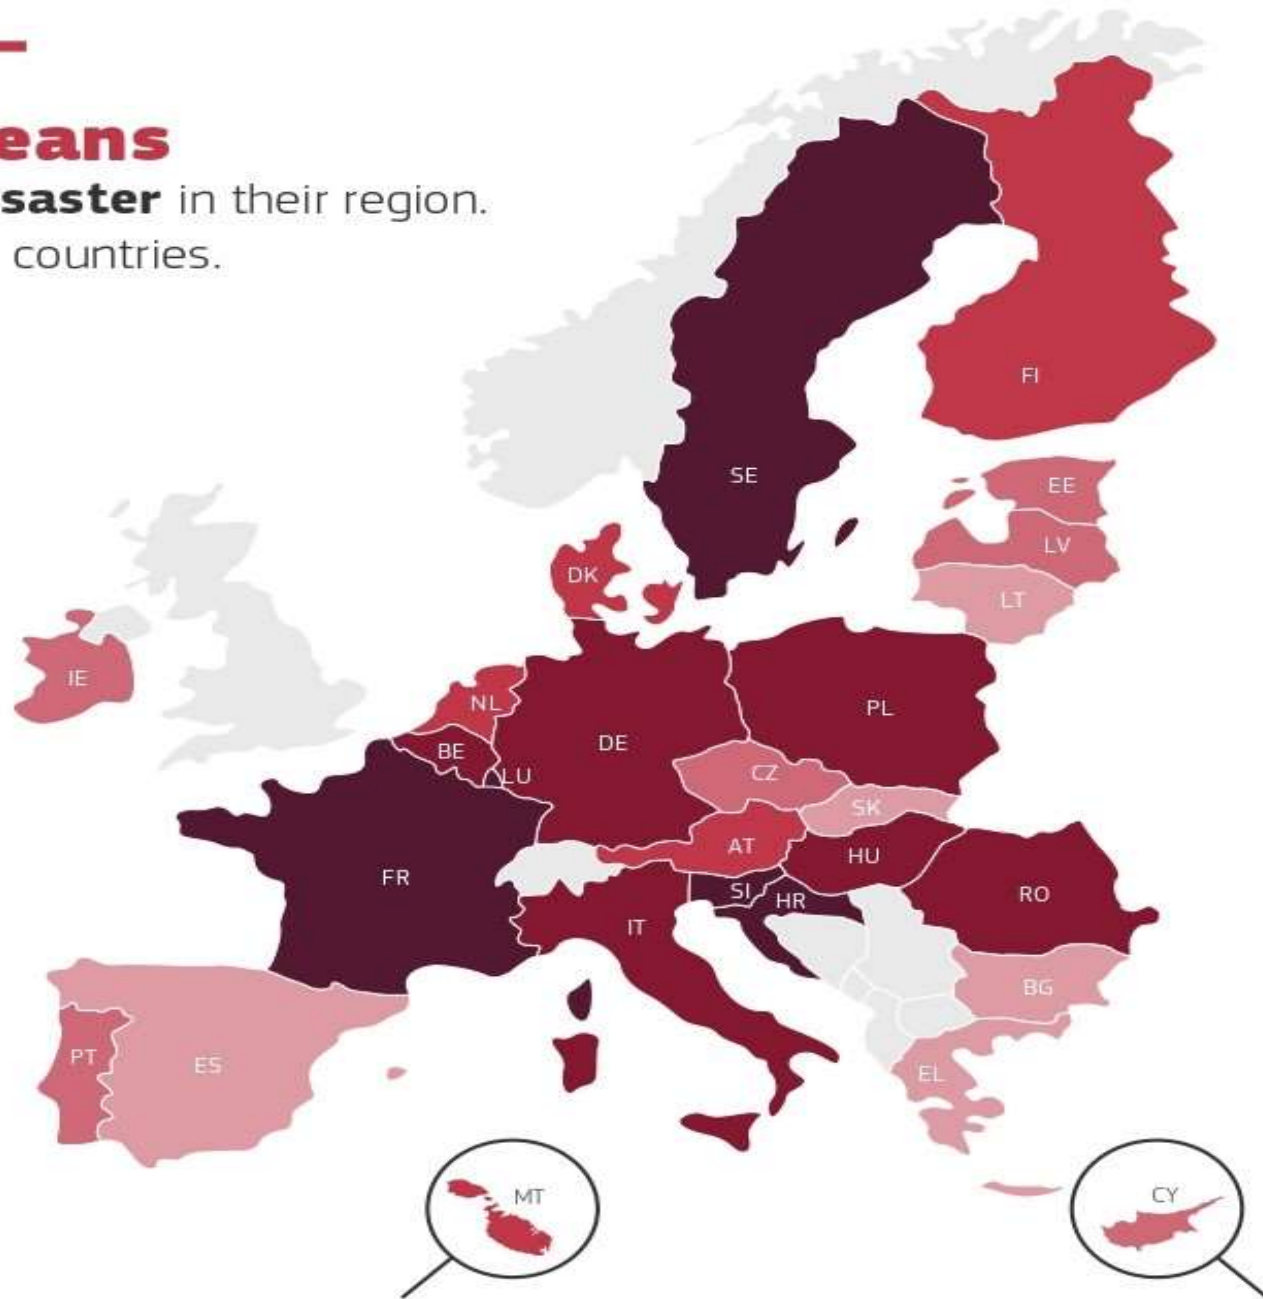 eans
saster in their region.
countries.
FI
SE
EE
LV
DK
LT
IE
NL
PL
BE
DE
LU
CZ
SK
AT
HU
FR
SI
HR
RO
IT
BG
PT
ES
EL
MT
CY